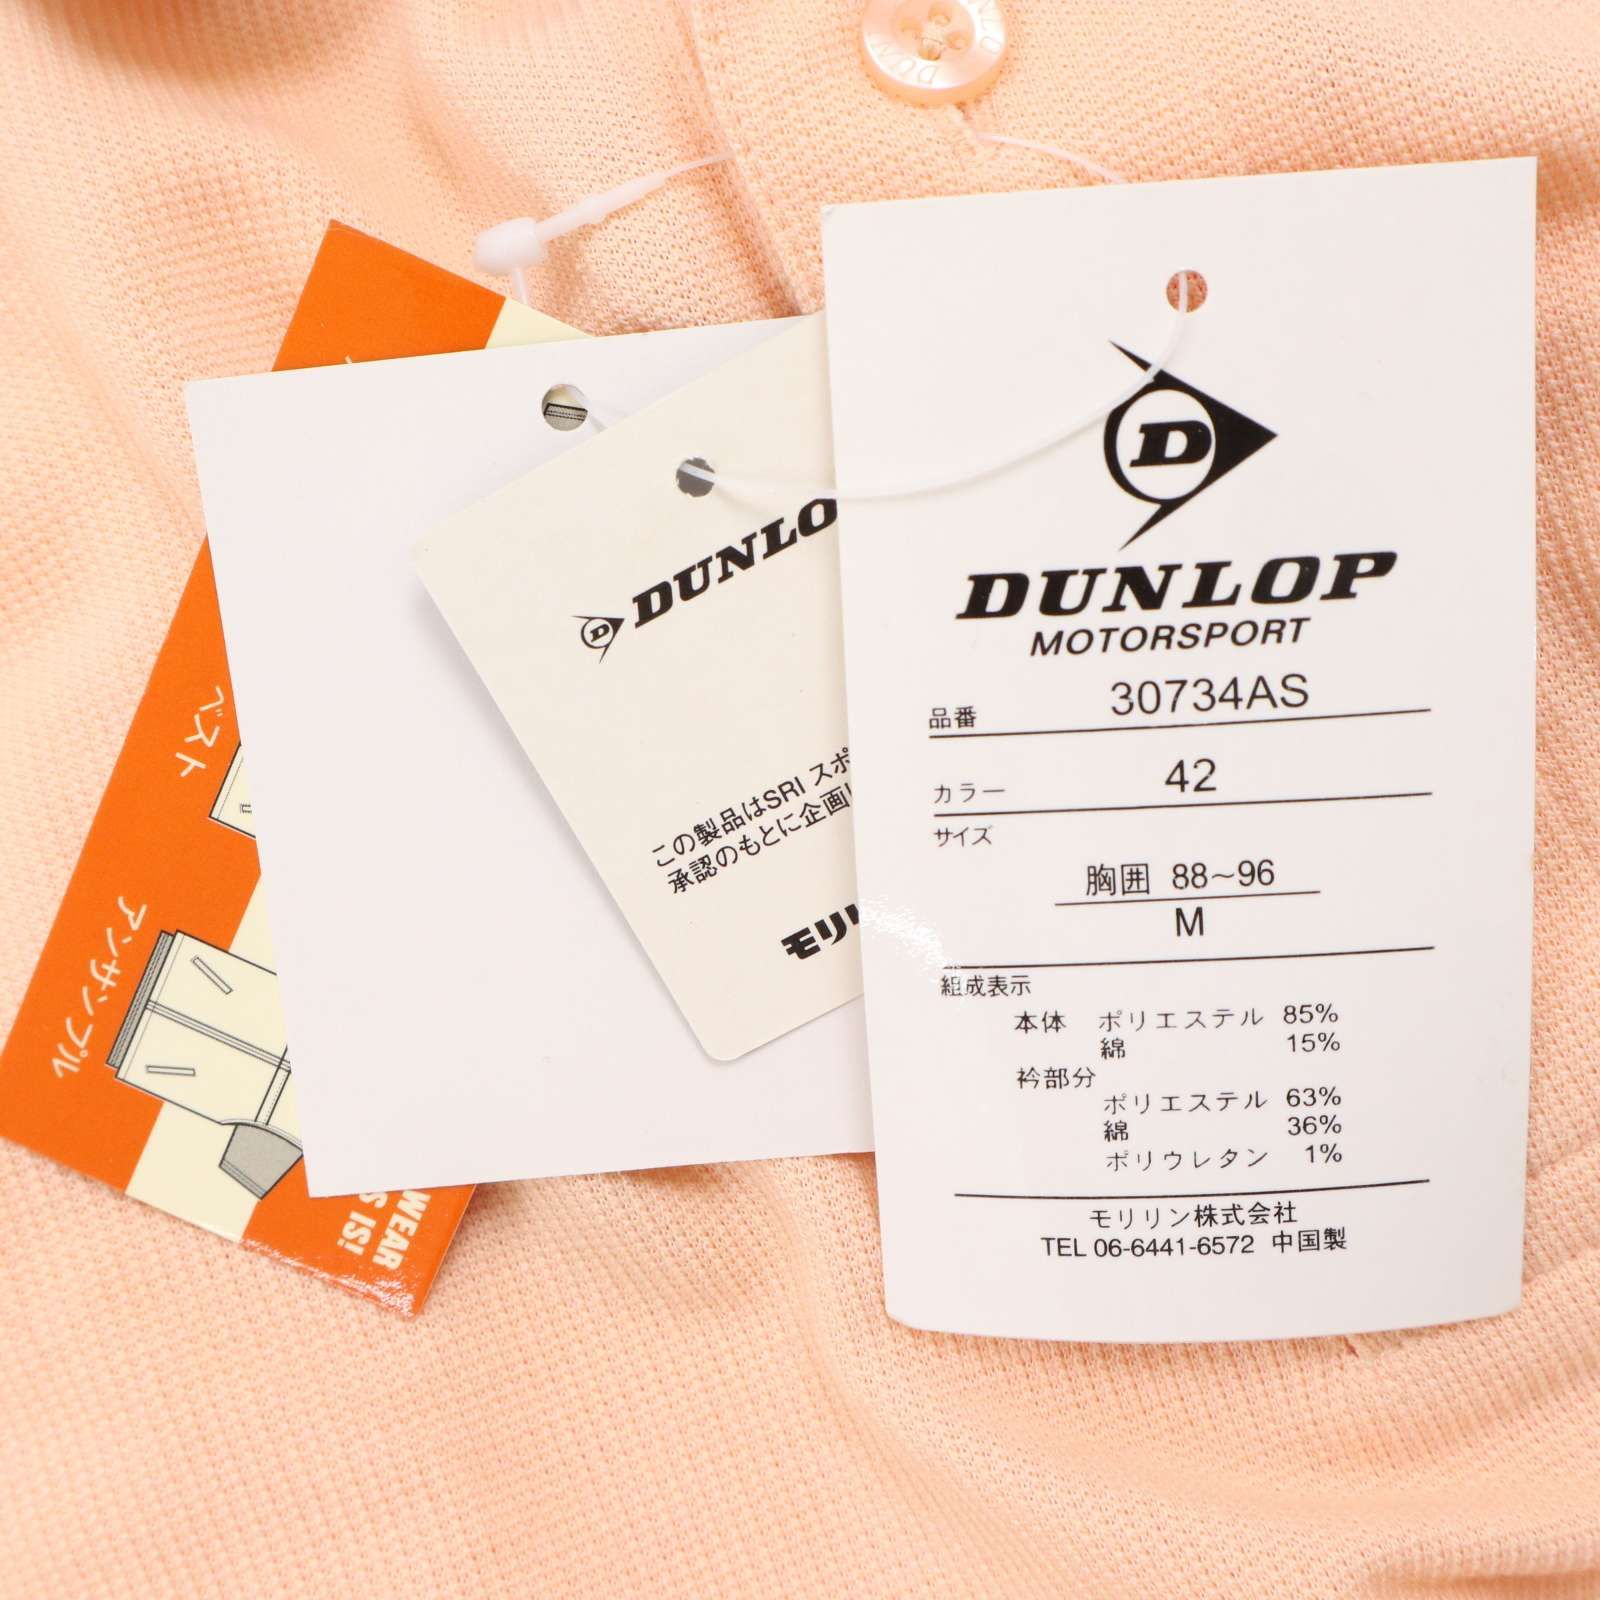 DUNLOP
MOTORSPORT
品番 30734AS
カラー 42
サイズ
胸囲 88~96
M
組成表示
本体 ポリエステル 85%
綿 15%
衿部分
ポリエステル 63%
綿 36%
ポリウレタン 1%
モリリン株式会社
TEL 06-6441-6572 中国製
D
DUNLO
D
この製品はSRI スポ
承認のもとに企画
モリ
ベスト
アンサンブル
WEAR
S IS!
DUN